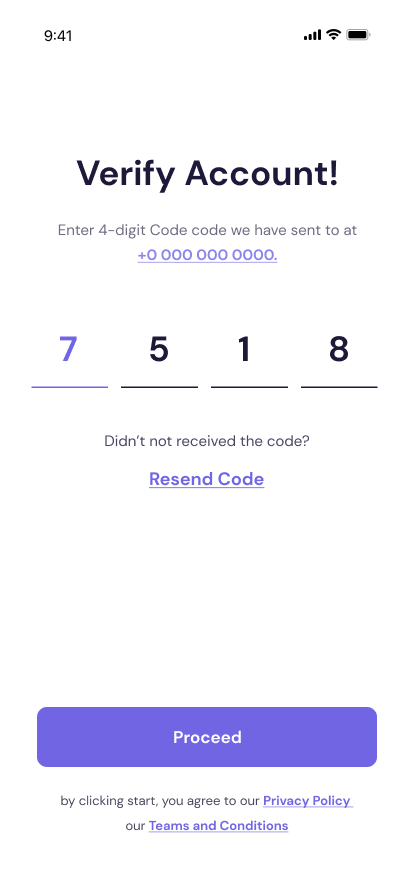 9:41
Verify Account!
Enter 4-digit Code code we have sent to at
+0 000 000 0000.
7 5 1 8
Didn't not received the code?
Resend Code
Proceed
by clicking start, you agree to our Privacy Policy
our Teams and Conditions